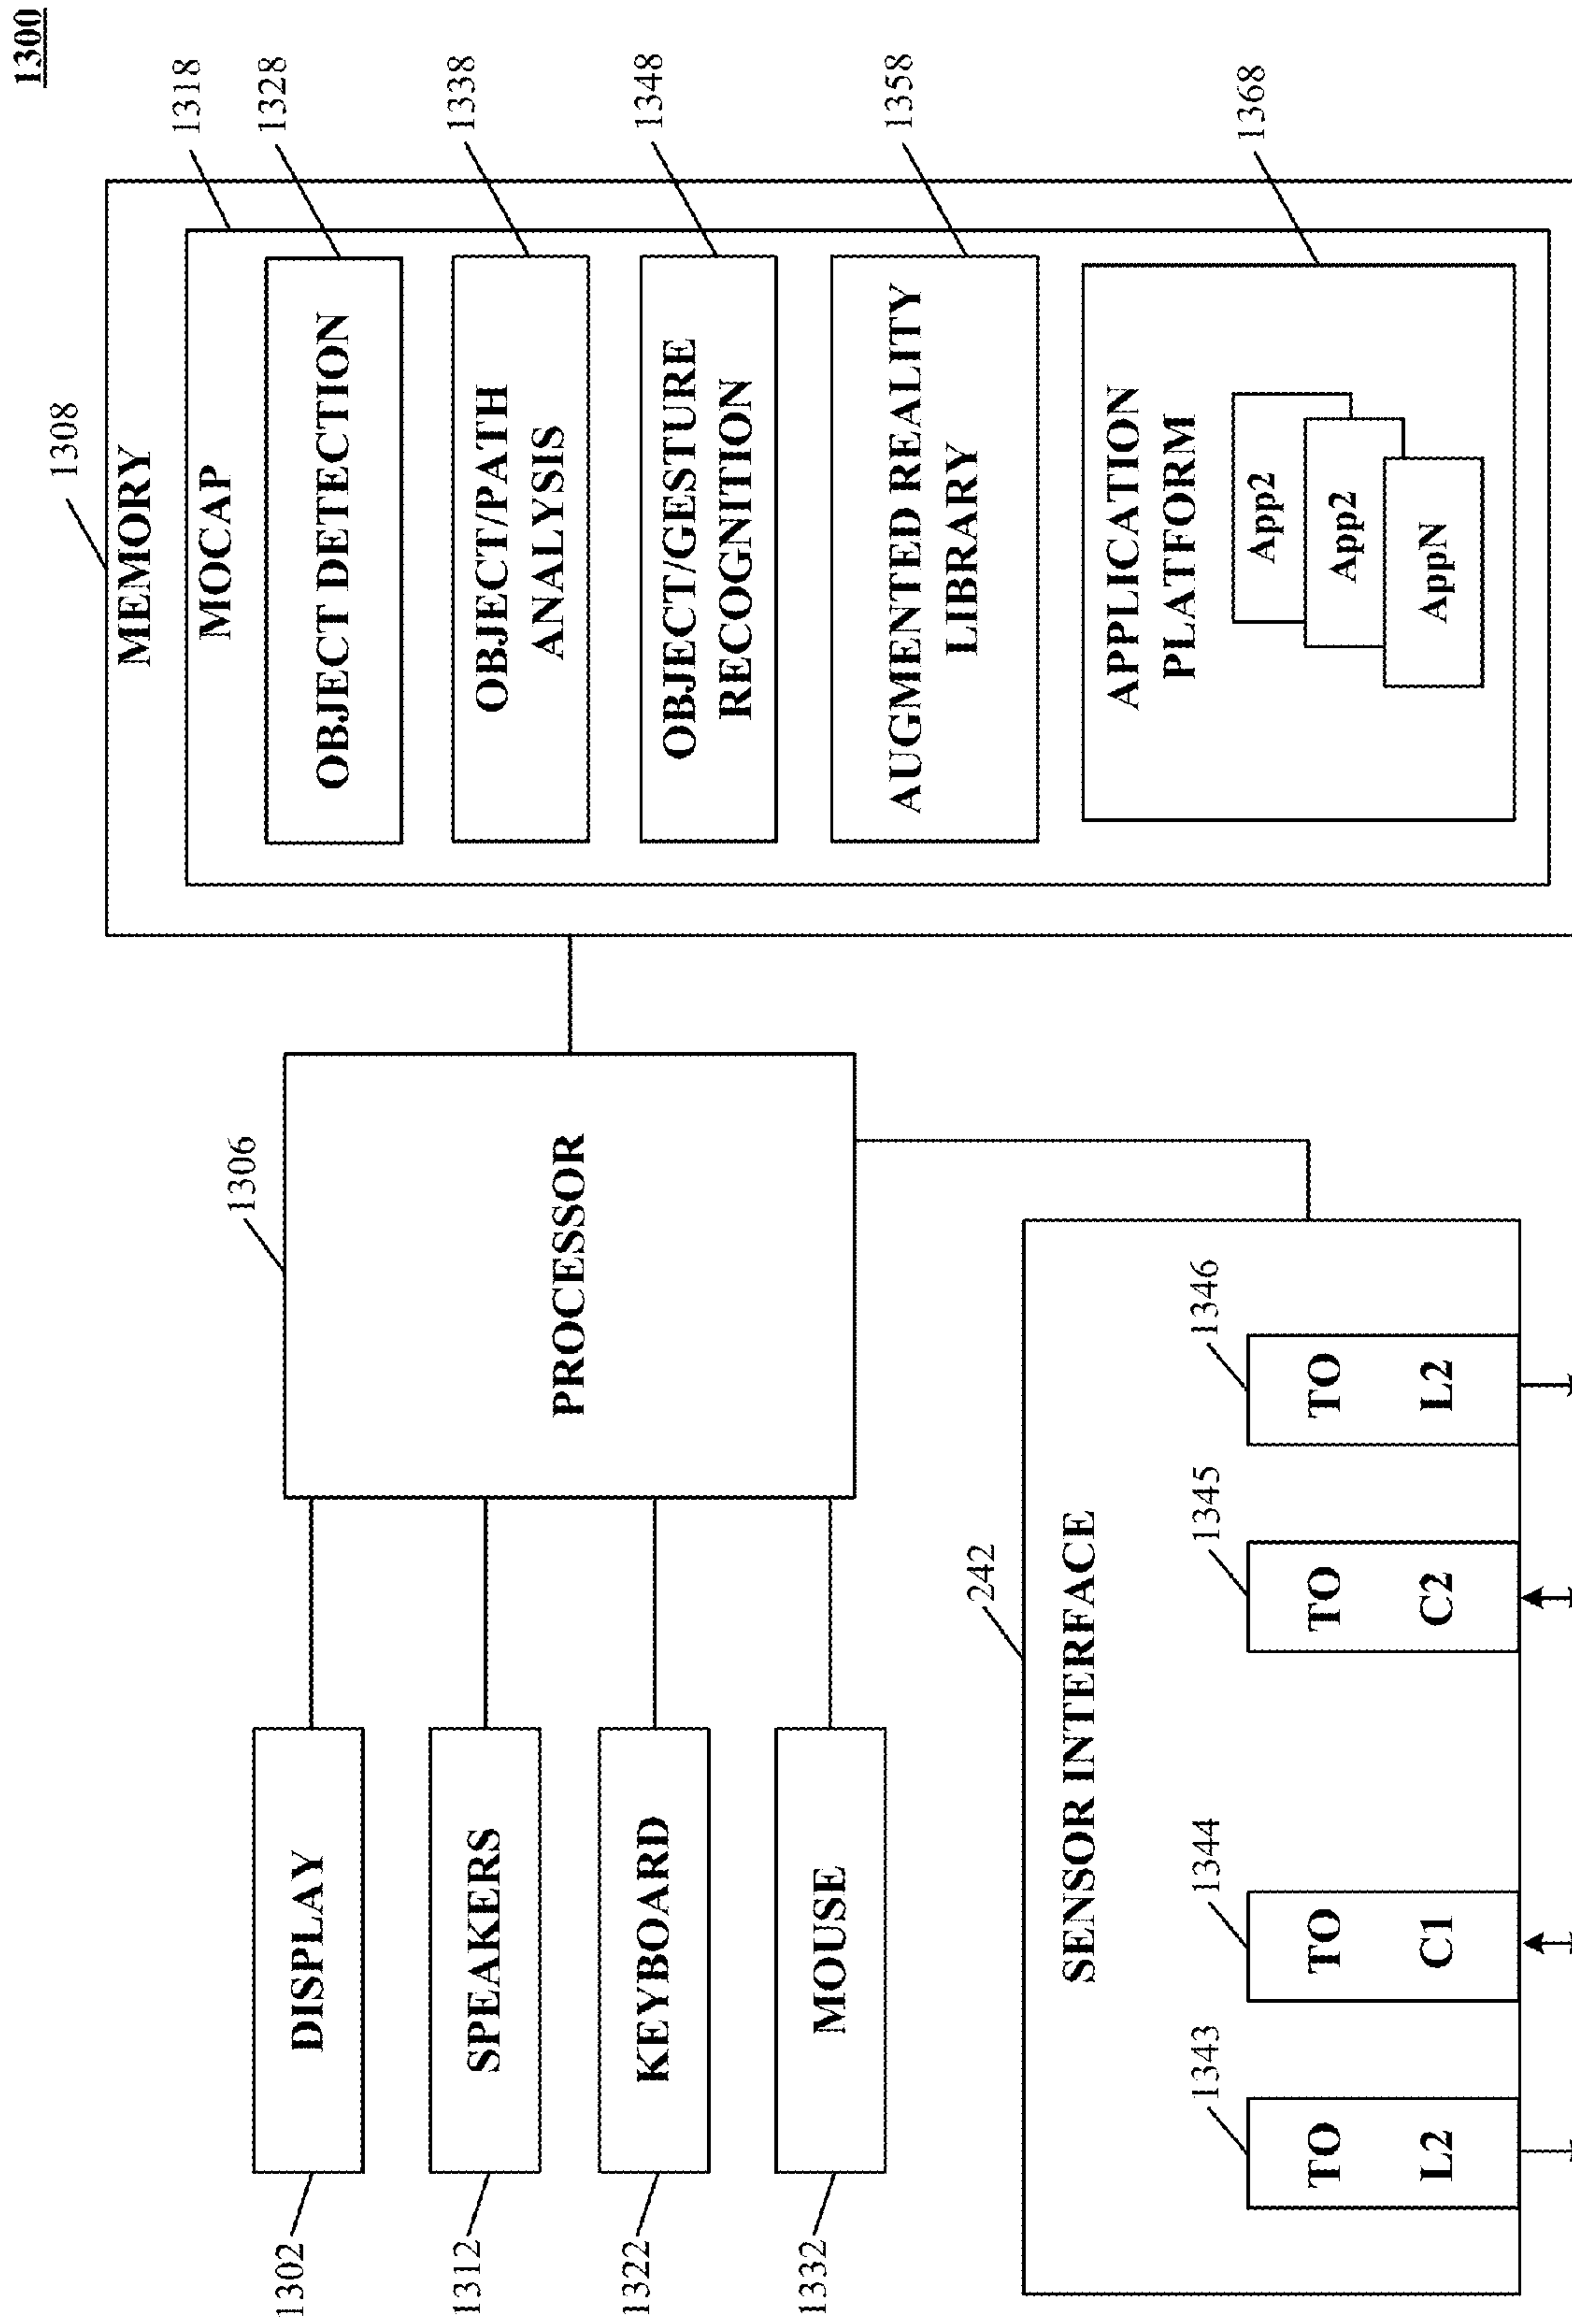 1300
1302
DISPLAY
1312
SPEAKERS
1322
KEYBOARD
1332
MOUSE
1306
PROCESSOR
1308
MEMORY
1318
MOCAP
1328
OBJECT DETECTION
1338
OBJECT/PATH
ANALYSIS
1348
OBJECT/GESTURE
RECOGNITION
1358
AUGMENTED REALITY
LIBRARY
1368
APPLICATION
PLATFORM
App2
App2
AppN
242
SENSOR INTERFACE
1343
TO
L2
1344
TO
C1
1345
TO
C2
1346
TO
L2